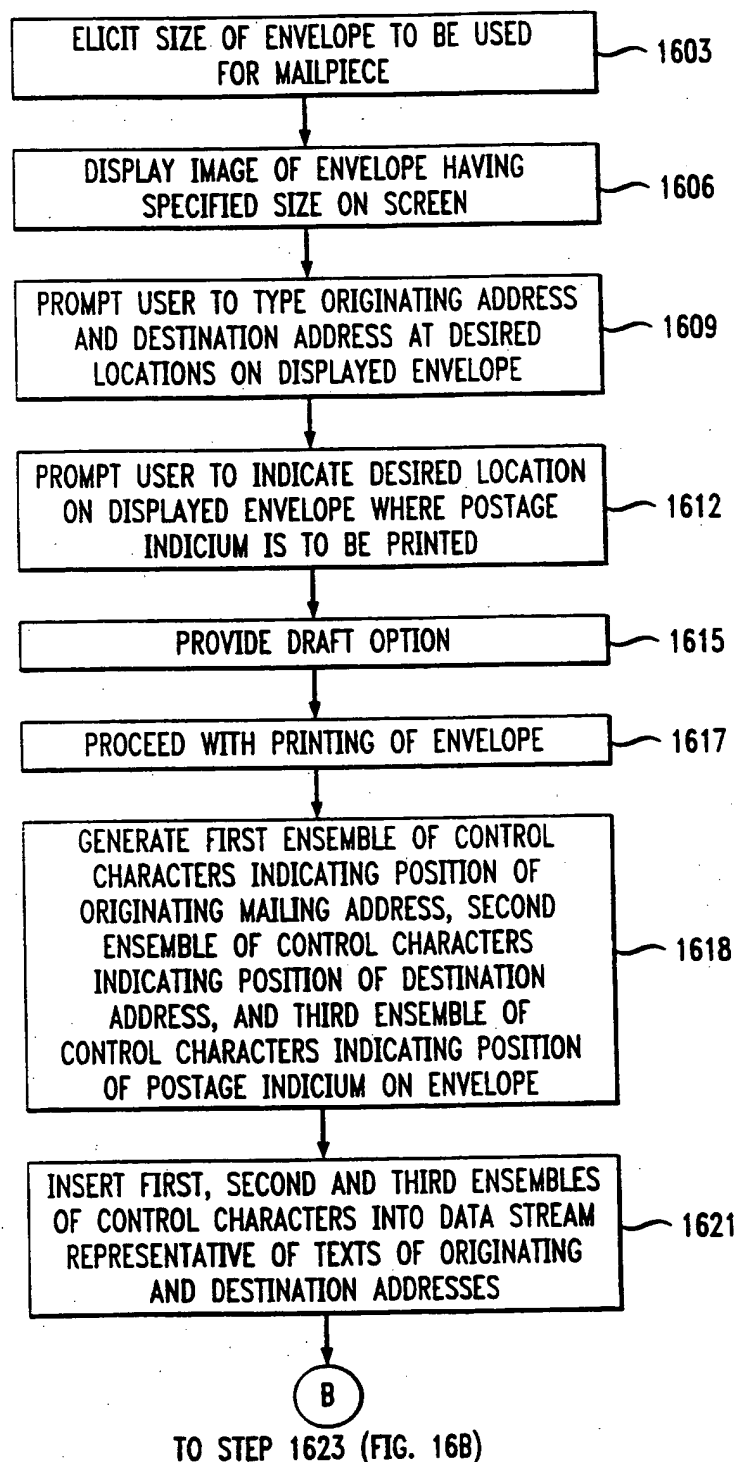 ELICIT SIZE OF ENVELOPE TO BE USED
FOR MAILPIECE
1603
DISPLAY IMAGE OF ENVELOPE HAVING
SPECIFIED SIZE ON SCREEN
1606
PROMPT USER TO TYPE ORIGINATING ADDRESS
AND DESTINATION ADDRESS AT DESIRED
LOCATIONS ON DISPLAYED ENVELOPE
1609
PROMPT USER TO INDICATE DESIRED LOCATION
ON DISPLAYED ENVELOPE WHERE POSTAGE
INDICIUM IS TO BE PRINTED
1612
PROVIDE DRAFT OPTION
1615
PROCEED WITH PRINTING OF ENVELOPE
1617
GENERATE FIRST ENSEMBLE OF CONTROL
CHARACTERS INDICATING POSITION OF
ORIGINATING MAILING ADDRESS, SECOND
ENSEMBLE OF CONTROL CHARACTERS
INDICATING POSITION OF DESTINATION
ADDRESS, AND THIRD ENSEMBLE OF
CONTROL CHARACTERS INDICATING POSITION
OF POSTAGE INDICIUM ON ENVELOPE
1618
INSERT FIRST, SECOND AND THIRD ENSEMBLES
OF CONTROL CHARACTERS INTO DATA STREAM
REPRESENTATIVE OF TEXTS OF ORIGINATING
AND DESTINATION ADDRESSES
1621
B
TO STEP 1623 (FIG. 16B)